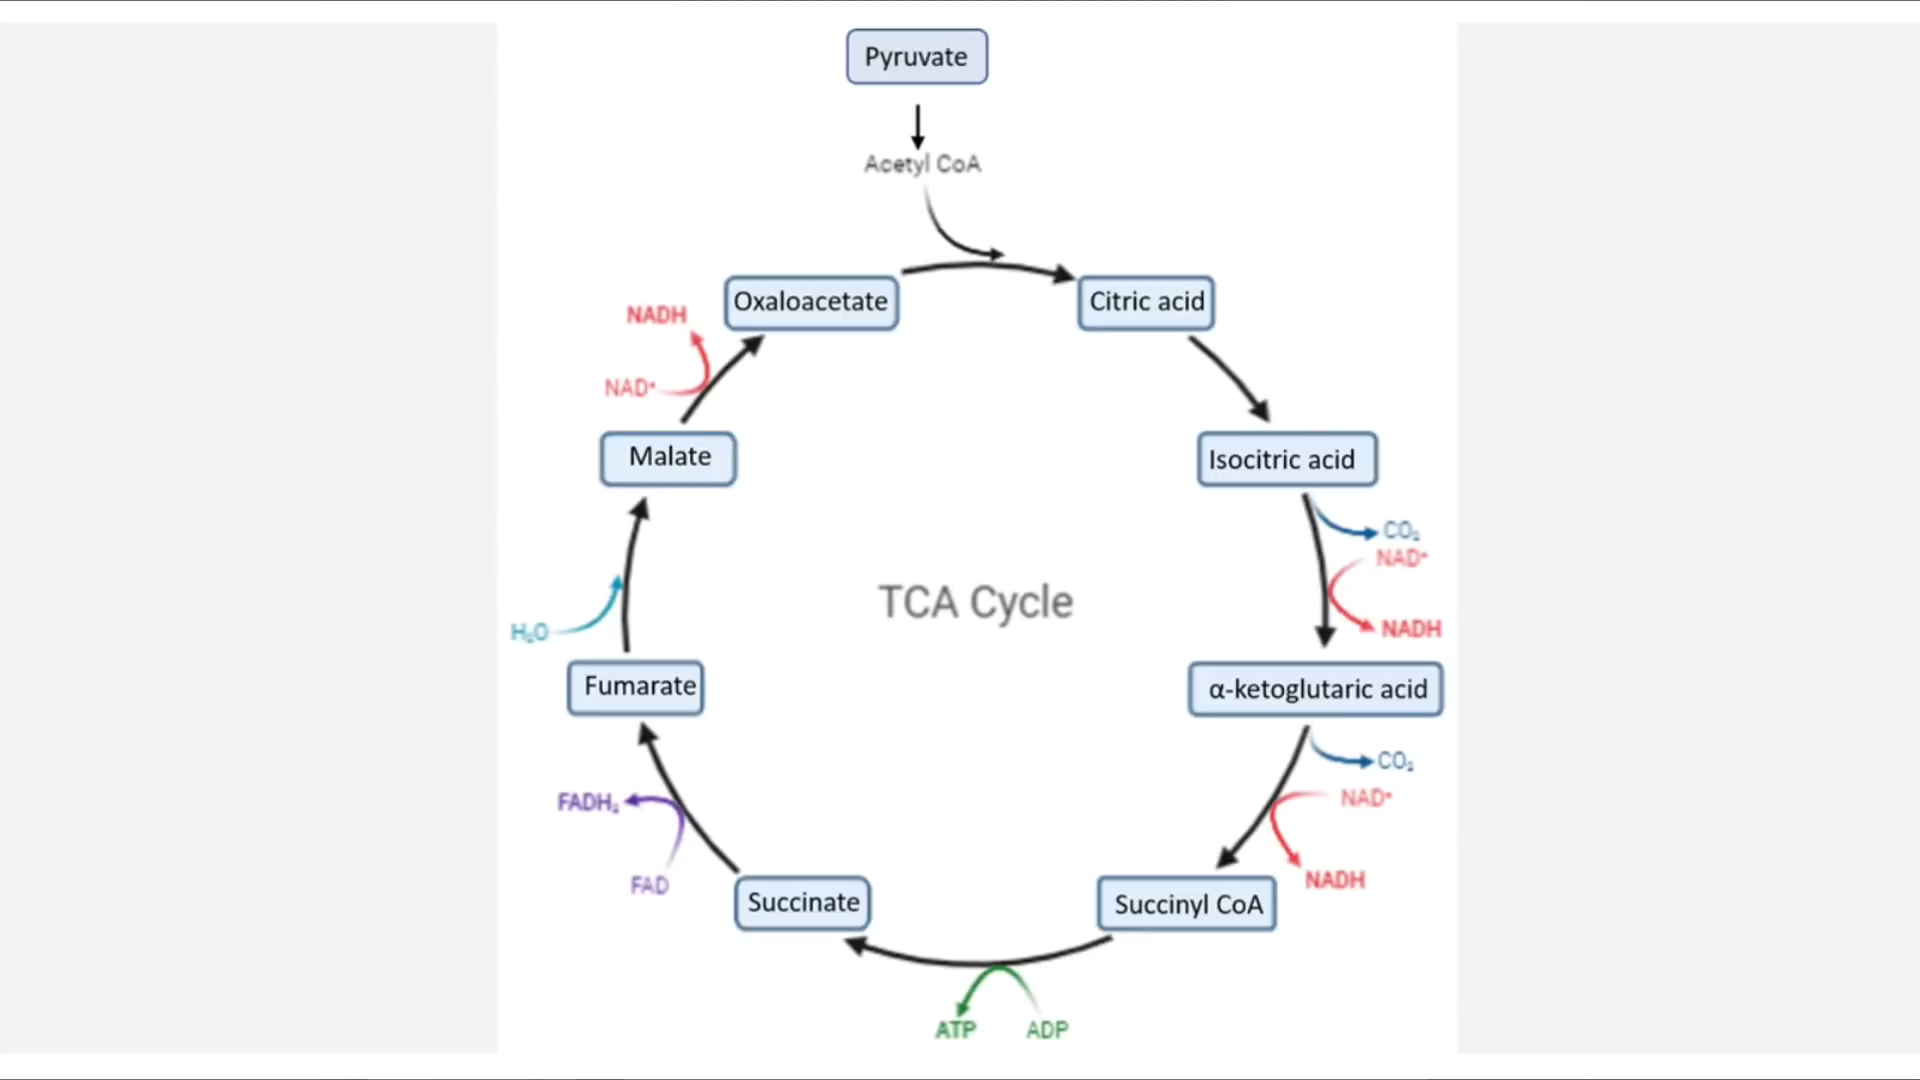 Pyruvate
Acetyl CoA
Oxaloacetate
Citric acid
NADH
NAD⁺
Malate
Isocitric acid
CO₂
NAD⁺
NADH
TCA Cycle
H₂O
Fumarate
α-ketoglutaric acid
CO₂
NAD⁺
NADH
FADH₂
FAD
Succinate
Succinyl CoA
ATP
ADP